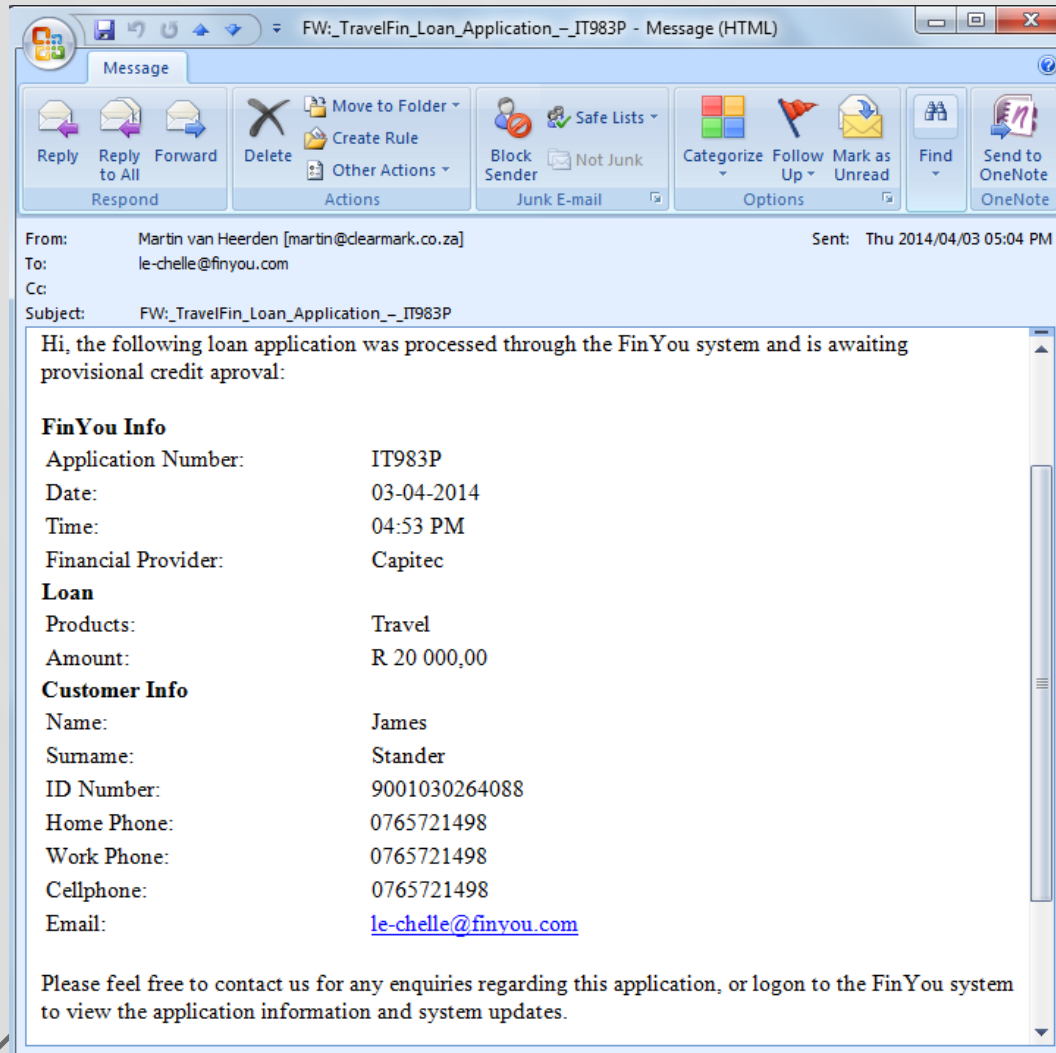 FW:_TravelFin_Loan_Application_–_IT983P - Message (HTML)
Message
Reply
Reply to All
Forward
Delete
Move to Folder
Create Rule
Other Actions
Block Sender
Safe Lists
Not Junk
Categorize
Follow Up
Mark as Unread
Find
Send to OneNote
Respond
Actions
Junk E-mail
Options
OneNote
From: Martin van Heerden [martin@clearmark.co.za] Sent: Thu 2014/04/03 05:04 PM
To: le-chelle@finyou.com
Cc:
Subject: FW:_TravelFin_Loan_Application_–_IT983P
Hi, the following loan application was processed through the FinYou system and is awaiting
provisional credit aproval:
FinYou Info
Application Number: IT983P
Date: 03-04-2014
Time: 04:53 PM
Financial Provider: Capitec
Loan
Products: Travel
Amount: R 20 000,00
Customer Info
Name: James
Surname: Stander
ID Number: 9001030264088
Home Phone: 0765721498
Work Phone: 0765721498
Cellphone: 0765721498
Email: le-chelle@finyou.com
Please feel free to contact us for any enquiries regarding this application, or logon to the FinYou system
to view the application information and system updates.